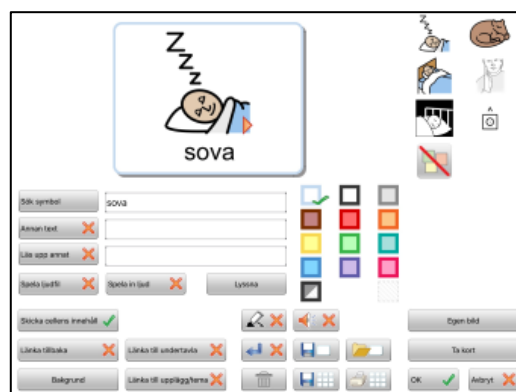 Z
Z
Z
Z
sova
Sök symbol
sova
Annan text
Läs upp annat
Spela ljudfil
Spela in ljud
Lyssna
Skicka cellens innehåll
Egen bild
Länka tillbaka
Länka till undertavla
Ta kort
Bakgrund
Länka till upplägg/tema
OK
Avbryt